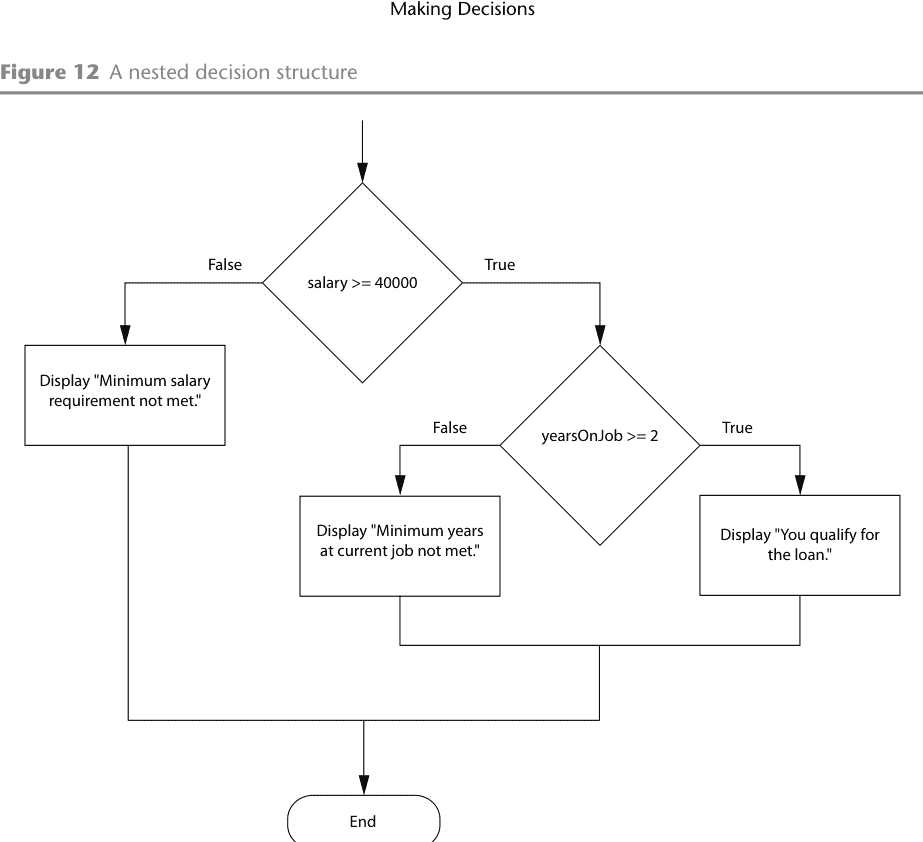 Making Decisions
Figure 12 A nested decision structure
False
True
salary >= 40000
Display "Minimum salary
requirement not met."
False
True
yearsOnJob >= 2
Display "Minimum years
at current job not met."
Display "You qualify for
the loan."
End